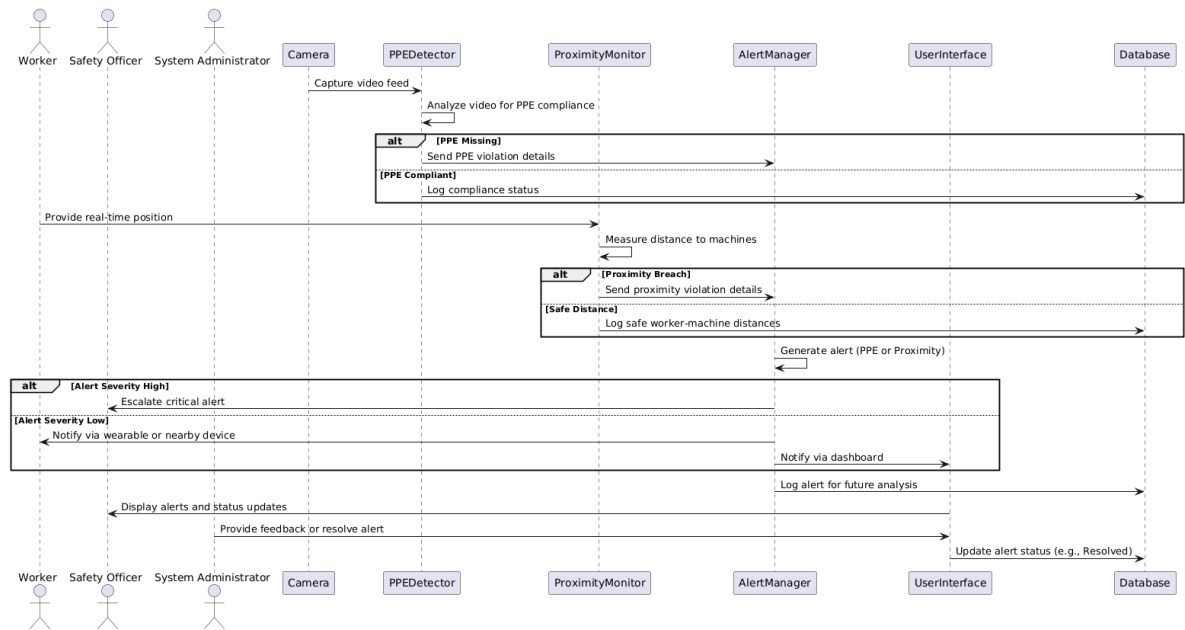 Worker
Safety Officer
System Administrator
Camera
PPEDetector
ProximityMonitor
AlertManager
UserInterface
Database
Capture video feed
Analyze video for PPE compliance
alt
[PPE Missing]
Send PPE violation details
[PPE Compliant]
Log compliance status
Provide real-time position
Measure distance to machines
alt
[Proximity Breach]
Send proximity violation details
[Safe Distance]
Log safe worker-machine distances
Generate alert (PPE or Proximity)
alt
[Alert Severity High]
Escalate critical alert
[Alert Severity Low]
Notify via wearable or nearby device
Notify via dashboard
Log alert for future analysis
Display alerts and status updates
Provide feedback or resolve alert
Update alert status (e.g., Resolved)
Worker
Safety Officer
System Administrator
Camera
PPEDetector
ProximityMonitor
AlertManager
UserInterface
Database